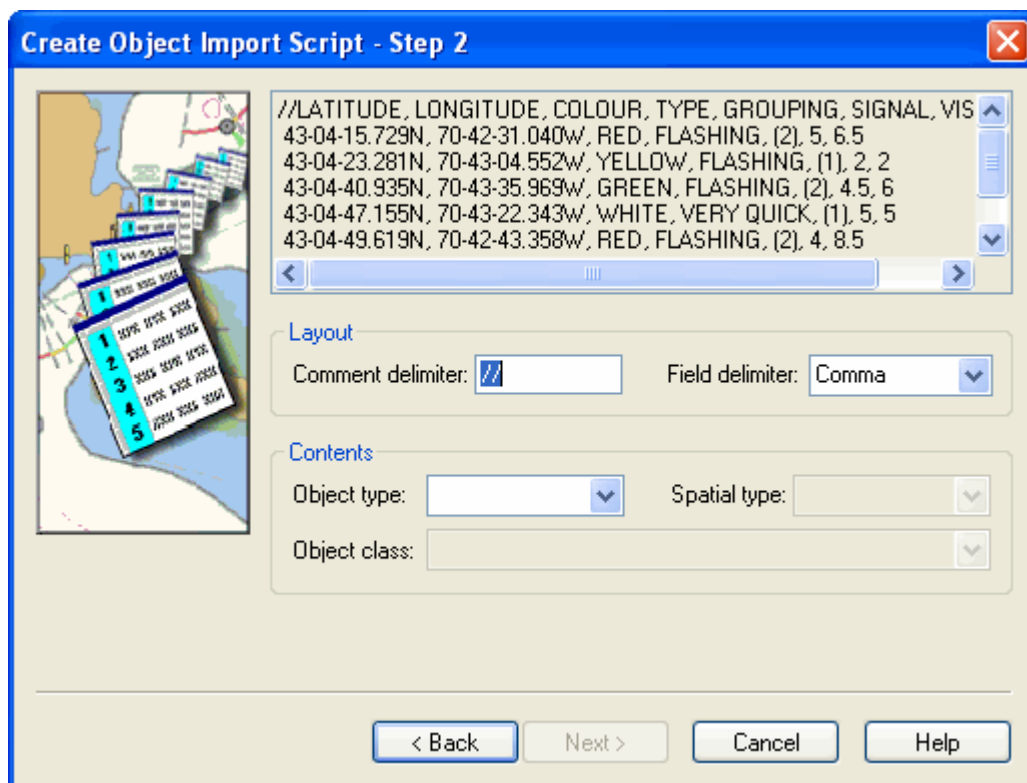 Create Object Import Script - Step 2
//LATITUDE, LONGITUDE, COLOUR, TYPE, GROUPING, SIGNAL, VIS
43-04-15.729N, 70-42-31.040W, RED, FLASHING, (2), 5, 6.5
43-04-23.281N, 70-43-04.552W, YELLOW, FLASHING, (1), 2, 2
43-04-40.935N, 70-43-35.969W, GREEN, FLASHING, (2), 4.5, 6
43-04-47.155N, 70-43-22.343W, WHITE, VERY QUICK, (1), 5, 5
43-04-49.619N, 70-42-43.358W, RED, FLASHING, (2), 4, 8.5
Layout
Comment delimiter: // Field delimiter: Comma
Contents
Object type: Spatial type:
Object class:
1
2
3
4
5
< Back Next > Cancel Help